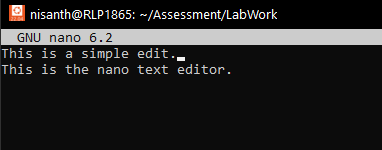 nisanth@RLP1865: ~/Assessment/LabWork
GNU nano 6.2
This is a simple edit.
This is the nano text editor.